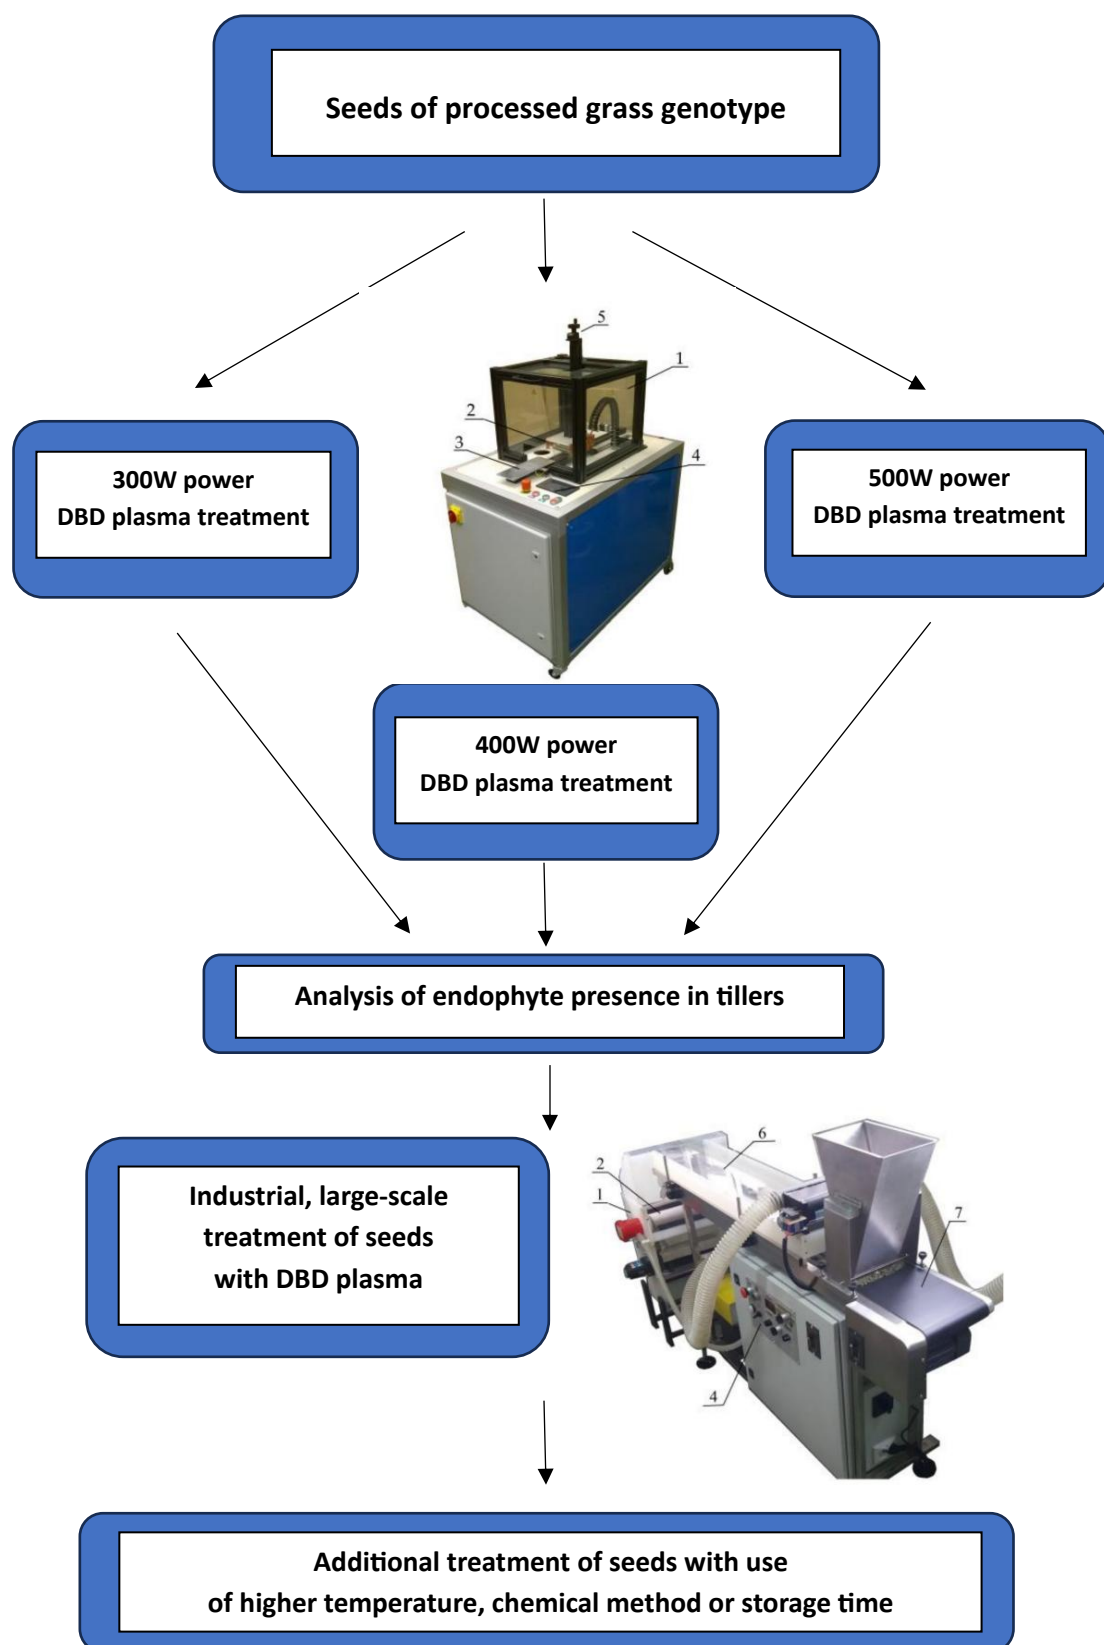 Seeds of processed grass genotype
5
1
2
3
4
300W power
DBD plasma treatment
500W power
DBD plasma treatment
400W power
DBD plasma treatment
Analysis of endophyte presence in tillers
Industrial, large-scale
treatment of seeds
with DBD plasma
6
2
1
7
4
Additional treatment of seeds with use
of higher temperature, chemical method or storage time